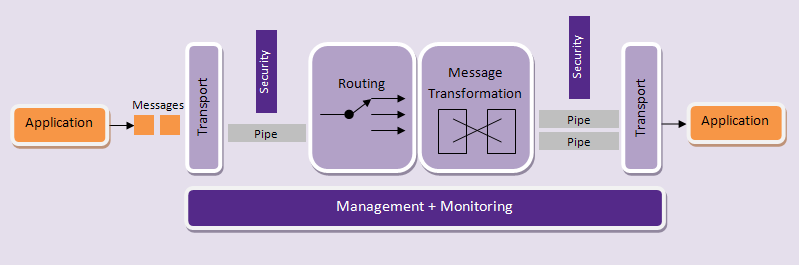 Application
Messages
Transport
Security
Pipe
Routing
Message
Transformation
Security
Pipe
Pipe
Transport
Application
Management + Monitoring